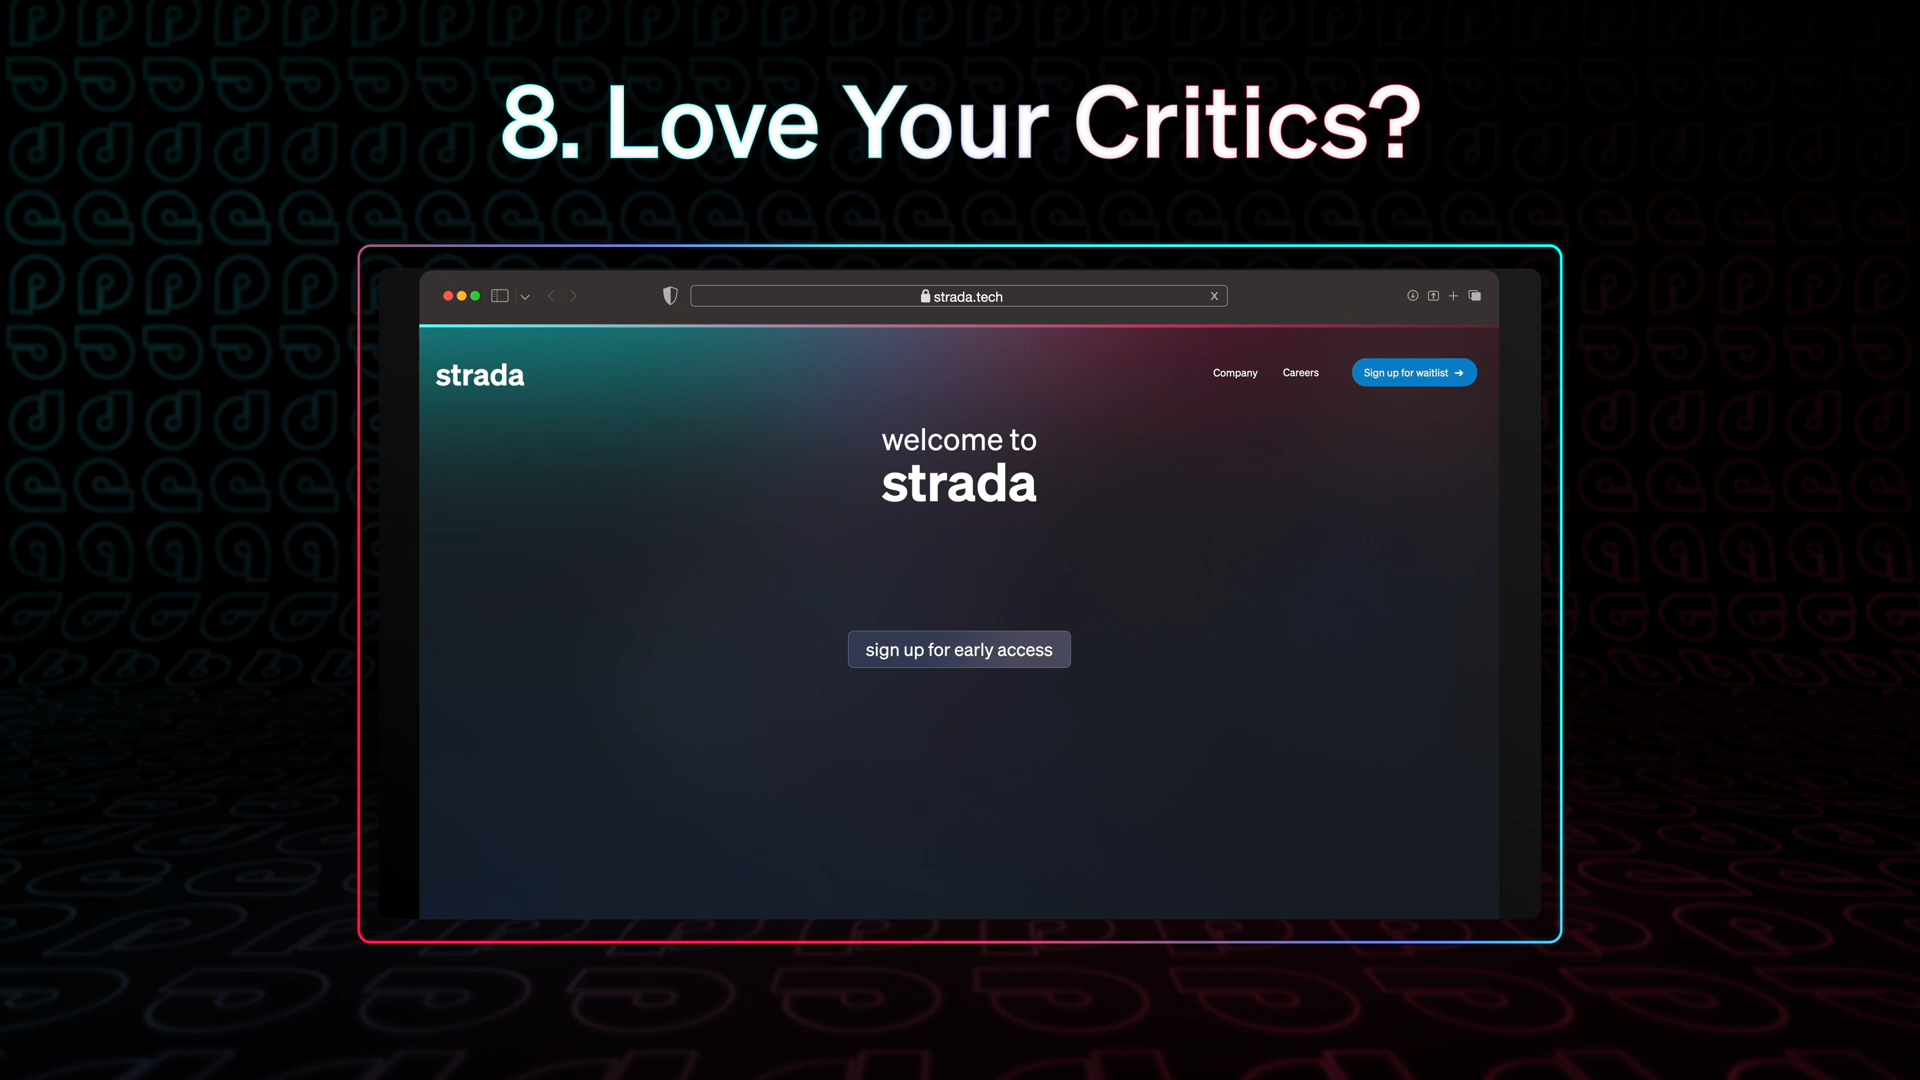 8. Love Your Critics?
strada.tech
strada
Company
Careers
Sign up for waitlist →
welcome to
strada
sign up for early access